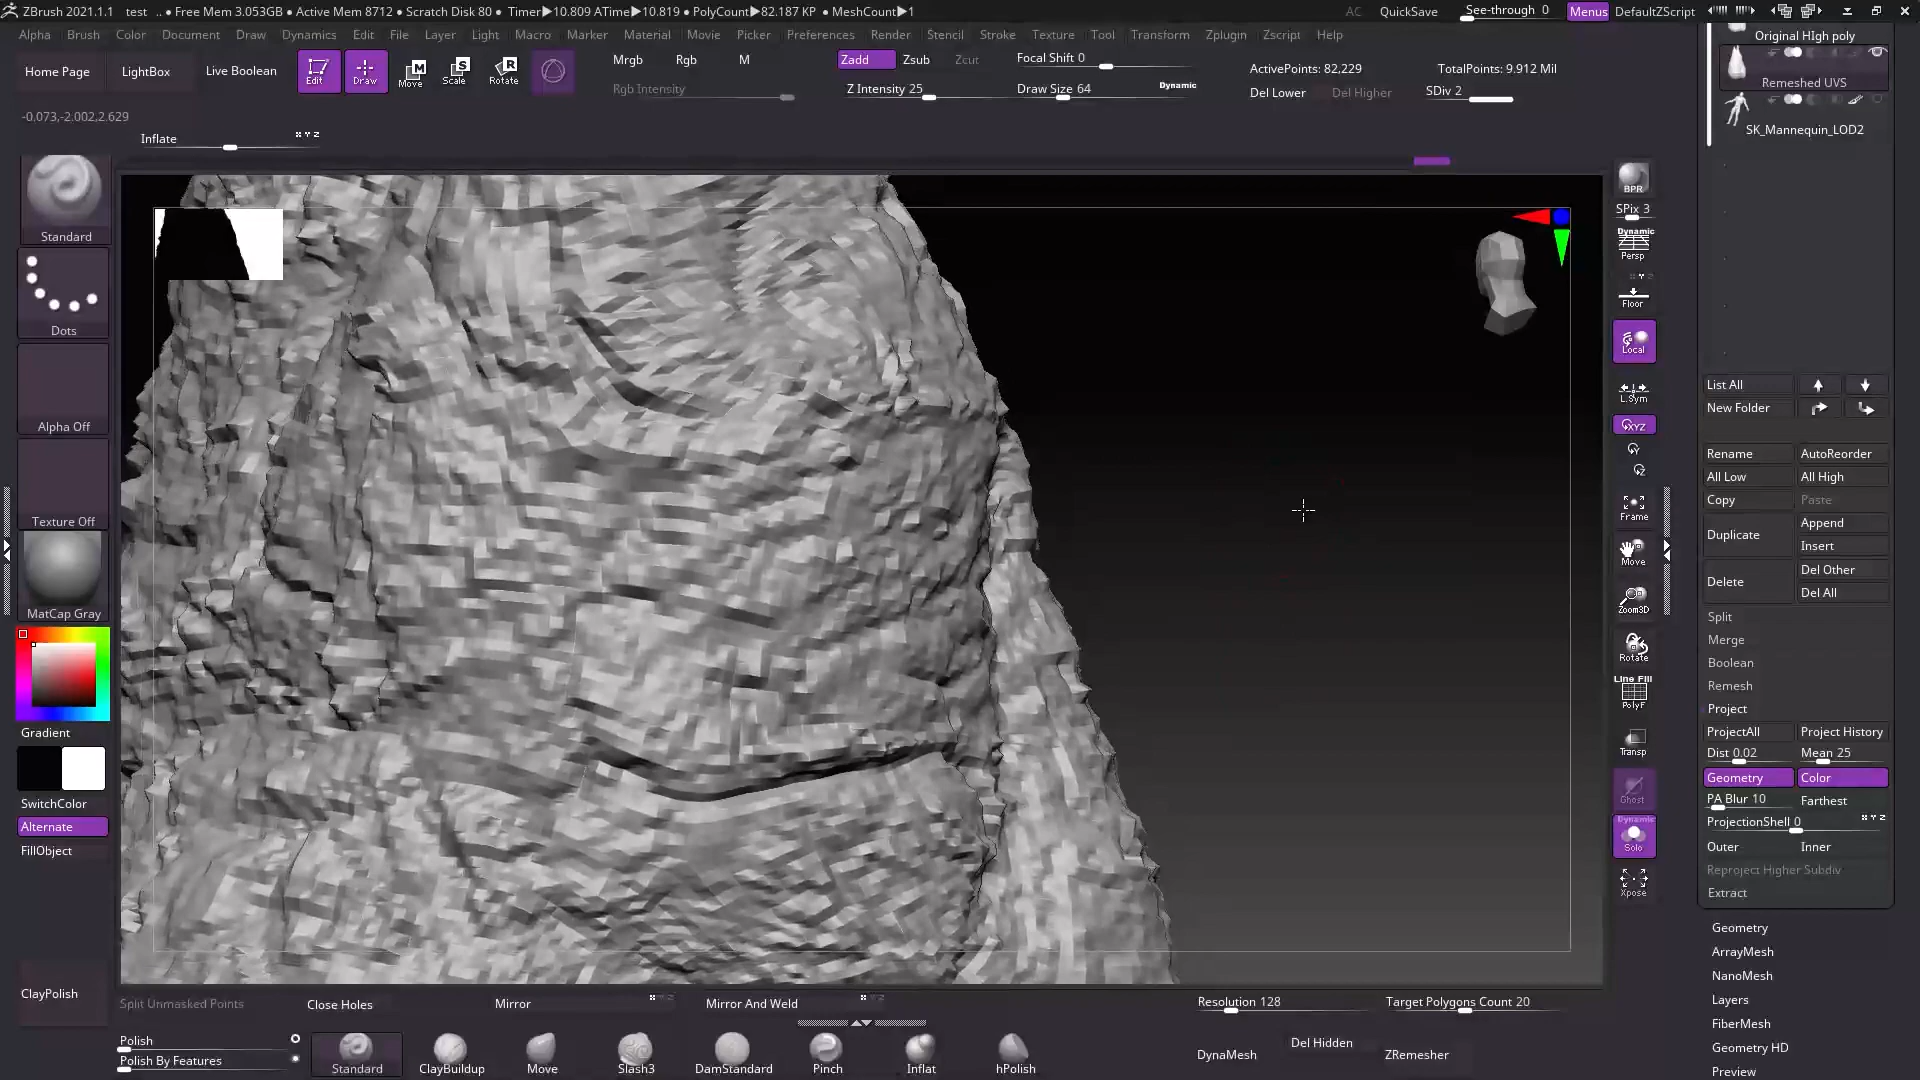 ZBrush 2021.1.1 test .. ● Free Mem 3.053GB ● Active Mem 8712 ● Scratch Disk 80 ● Timer▶10.809 ATime▶10.819 ● PolyCount▶82.187 KP ● MeshCount▶1
AC QuickSave See-through 0 Menus DefaultZScript
Alpha Brush Color Document Draw Dynamics Edit File Layer Light Macro Marker Material Movie Picker Preferences Render Stencil Stroke Texture Tool Transform Zplugin Zscript Help
Home Page LightBox Live Boolean
Edit Draw Move Scale Rotate
M S R
Mrgb Rgb M
Rgb Intensity
Zadd Zsub Zcut
Z Intensity 25
Focal Shift 0
Draw Size 64 Dynamic
ActivePoints: 82,229 TotalPoints: 9.912 Mil
Del Lower Del Higher SDiv 2
-0.073,-2.002,2.629
Inflate
X Y Z
Standard
Dots
Alpha Off
Texture Off
MatCap Gray
Gradient
SwitchColor
Alternate
FillObject
ClayPolish
BPR
SPix 3
Dynamic
Persp
Floor
Local
L.Sym
XYZ
Y
Z
Frame
Move
Zoom3D
Rotate
Line Fill
PolyF
Transp
Ghost
Dynamic
Solo
Xpose
Original HIgh poly
Remeshed UVS
SK_Mannequin_LOD2
List All
New Folder
Rename AutoReorder
All Low All High
Copy Paste
Duplicate Append
Insert
Delete Del Other
Del All
Split
Merge
Boolean
Remesh
Project
ProjectAll Project History
Dist 0.02 Mean 25
Geometry Color
PA Blur 10 Farthest
ProjectionShell 0 X Y Z
Outer Inner
Reproject Higher Subdiv
Extract
Geometry
ArrayMesh
NanoMesh
Layers
FiberMesh
Geometry HD
Preview
Split Unmasked Points Close Holes Mirror Mirror And Weld
Resolution 128 Target Polygons Count 20
Polish
Polish By Features
Standard ClayBuildup Move Slash3 DamStandard Pinch Inflat hPolish
DynaMesh Del Hidden ZRemesher